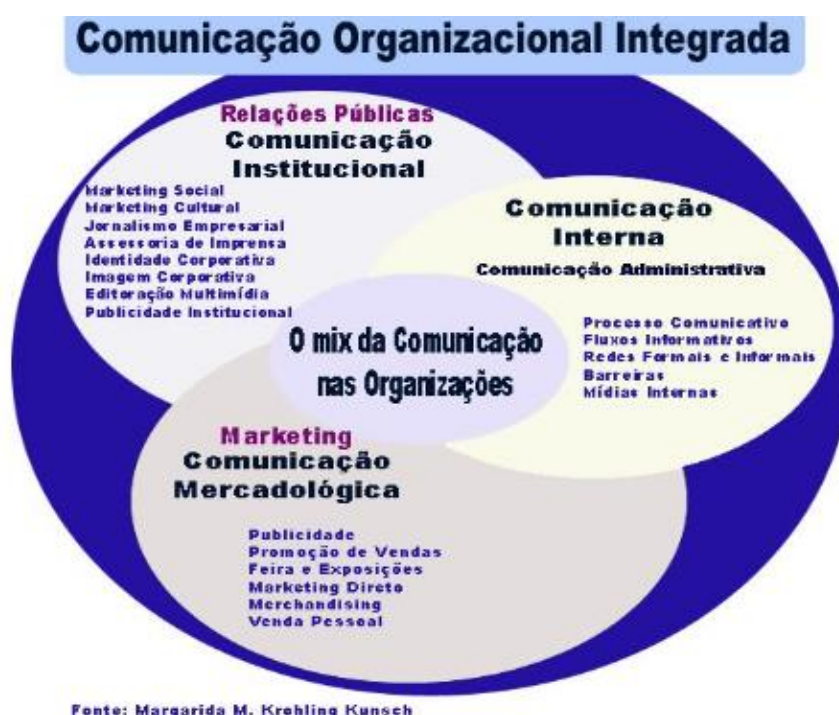 Comunicação Organizacional Integrada
Relações Públicas
Comunicação
Institucional
Marketing Social
Marketing Cultural
Jornalismo Empresarial
Assessoria de Imprensa
Identidade Corporativa
Imagem Corporativa
Editoração Multimídia
Publicidade Institucional
Comunicação
Interna
Comunicação Administrativa
Processo Comunicativo
Fluxos Informativos
Redes Formais e Informais
Barreiras
Mídias Internas
O mix da Comunicação
nas Organizações
Marketing
Comunicação
Mercadológica
Publicidade
Promoção de Vendas
Feira e Exposições
Marketing Direto
Merchandising
Venda Pessoal
Fonte: Margarida M. Krohling Kunsch